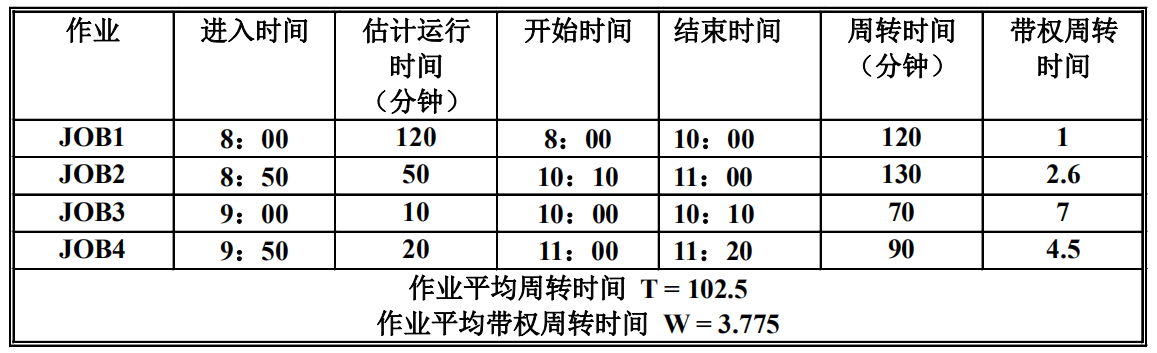 作业 进入时间 估计运行 开始时间 结束时间 周转时间 带权周转
时间 （分钟） 时间
（分钟）
JOB1 8：00 120 8：00 10：00 120 1
JOB2 8：50 50 10：10 11：00 130 2.6
JOB3 9：00 10 10：00 10：10 70 7
JOB4 9：50 20 11：00 11：20 90 4.5
作业平均周转时间 T = 102.5
作业平均带权周转时间 W = 3.775